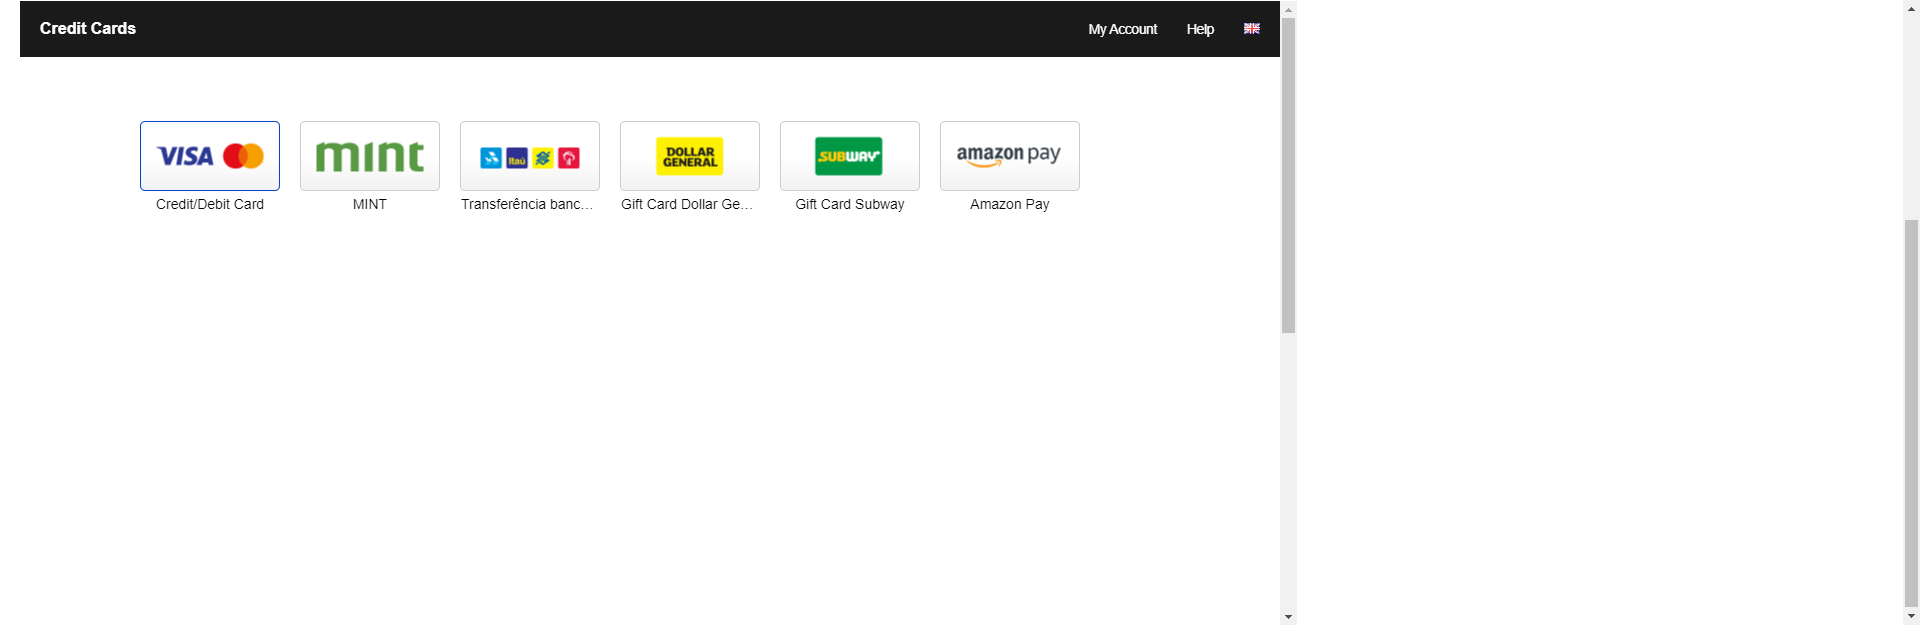 Credit Cards My Account Help
VISA mint Itaú DOLLAR GENERAL SUBWAY amazon pay
Credit/Debit Card MINT Transferência banc... Gift Card Dollar Ge... Gift Card Subway Amazon Pay